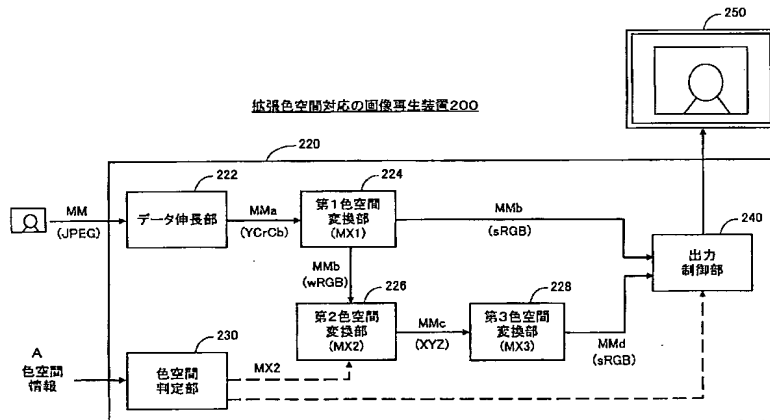 250
拡張色空間対応の画像再生装置200
220
222
224
MM
(JPEG)
データ伸長部
MMa
(YCrCb)
第1色空間
変換部
(MX1)
MMb
(sRGB)
240
出力
制御部
MMb
(wRGB)
226
228
第2色空間
変換部
(MX2)
MMc
(XYZ)
第3色空間
変換部
(MX3)
MMd
(sRGB)
A
色空間
情報
230
色空間
判定部
MX2